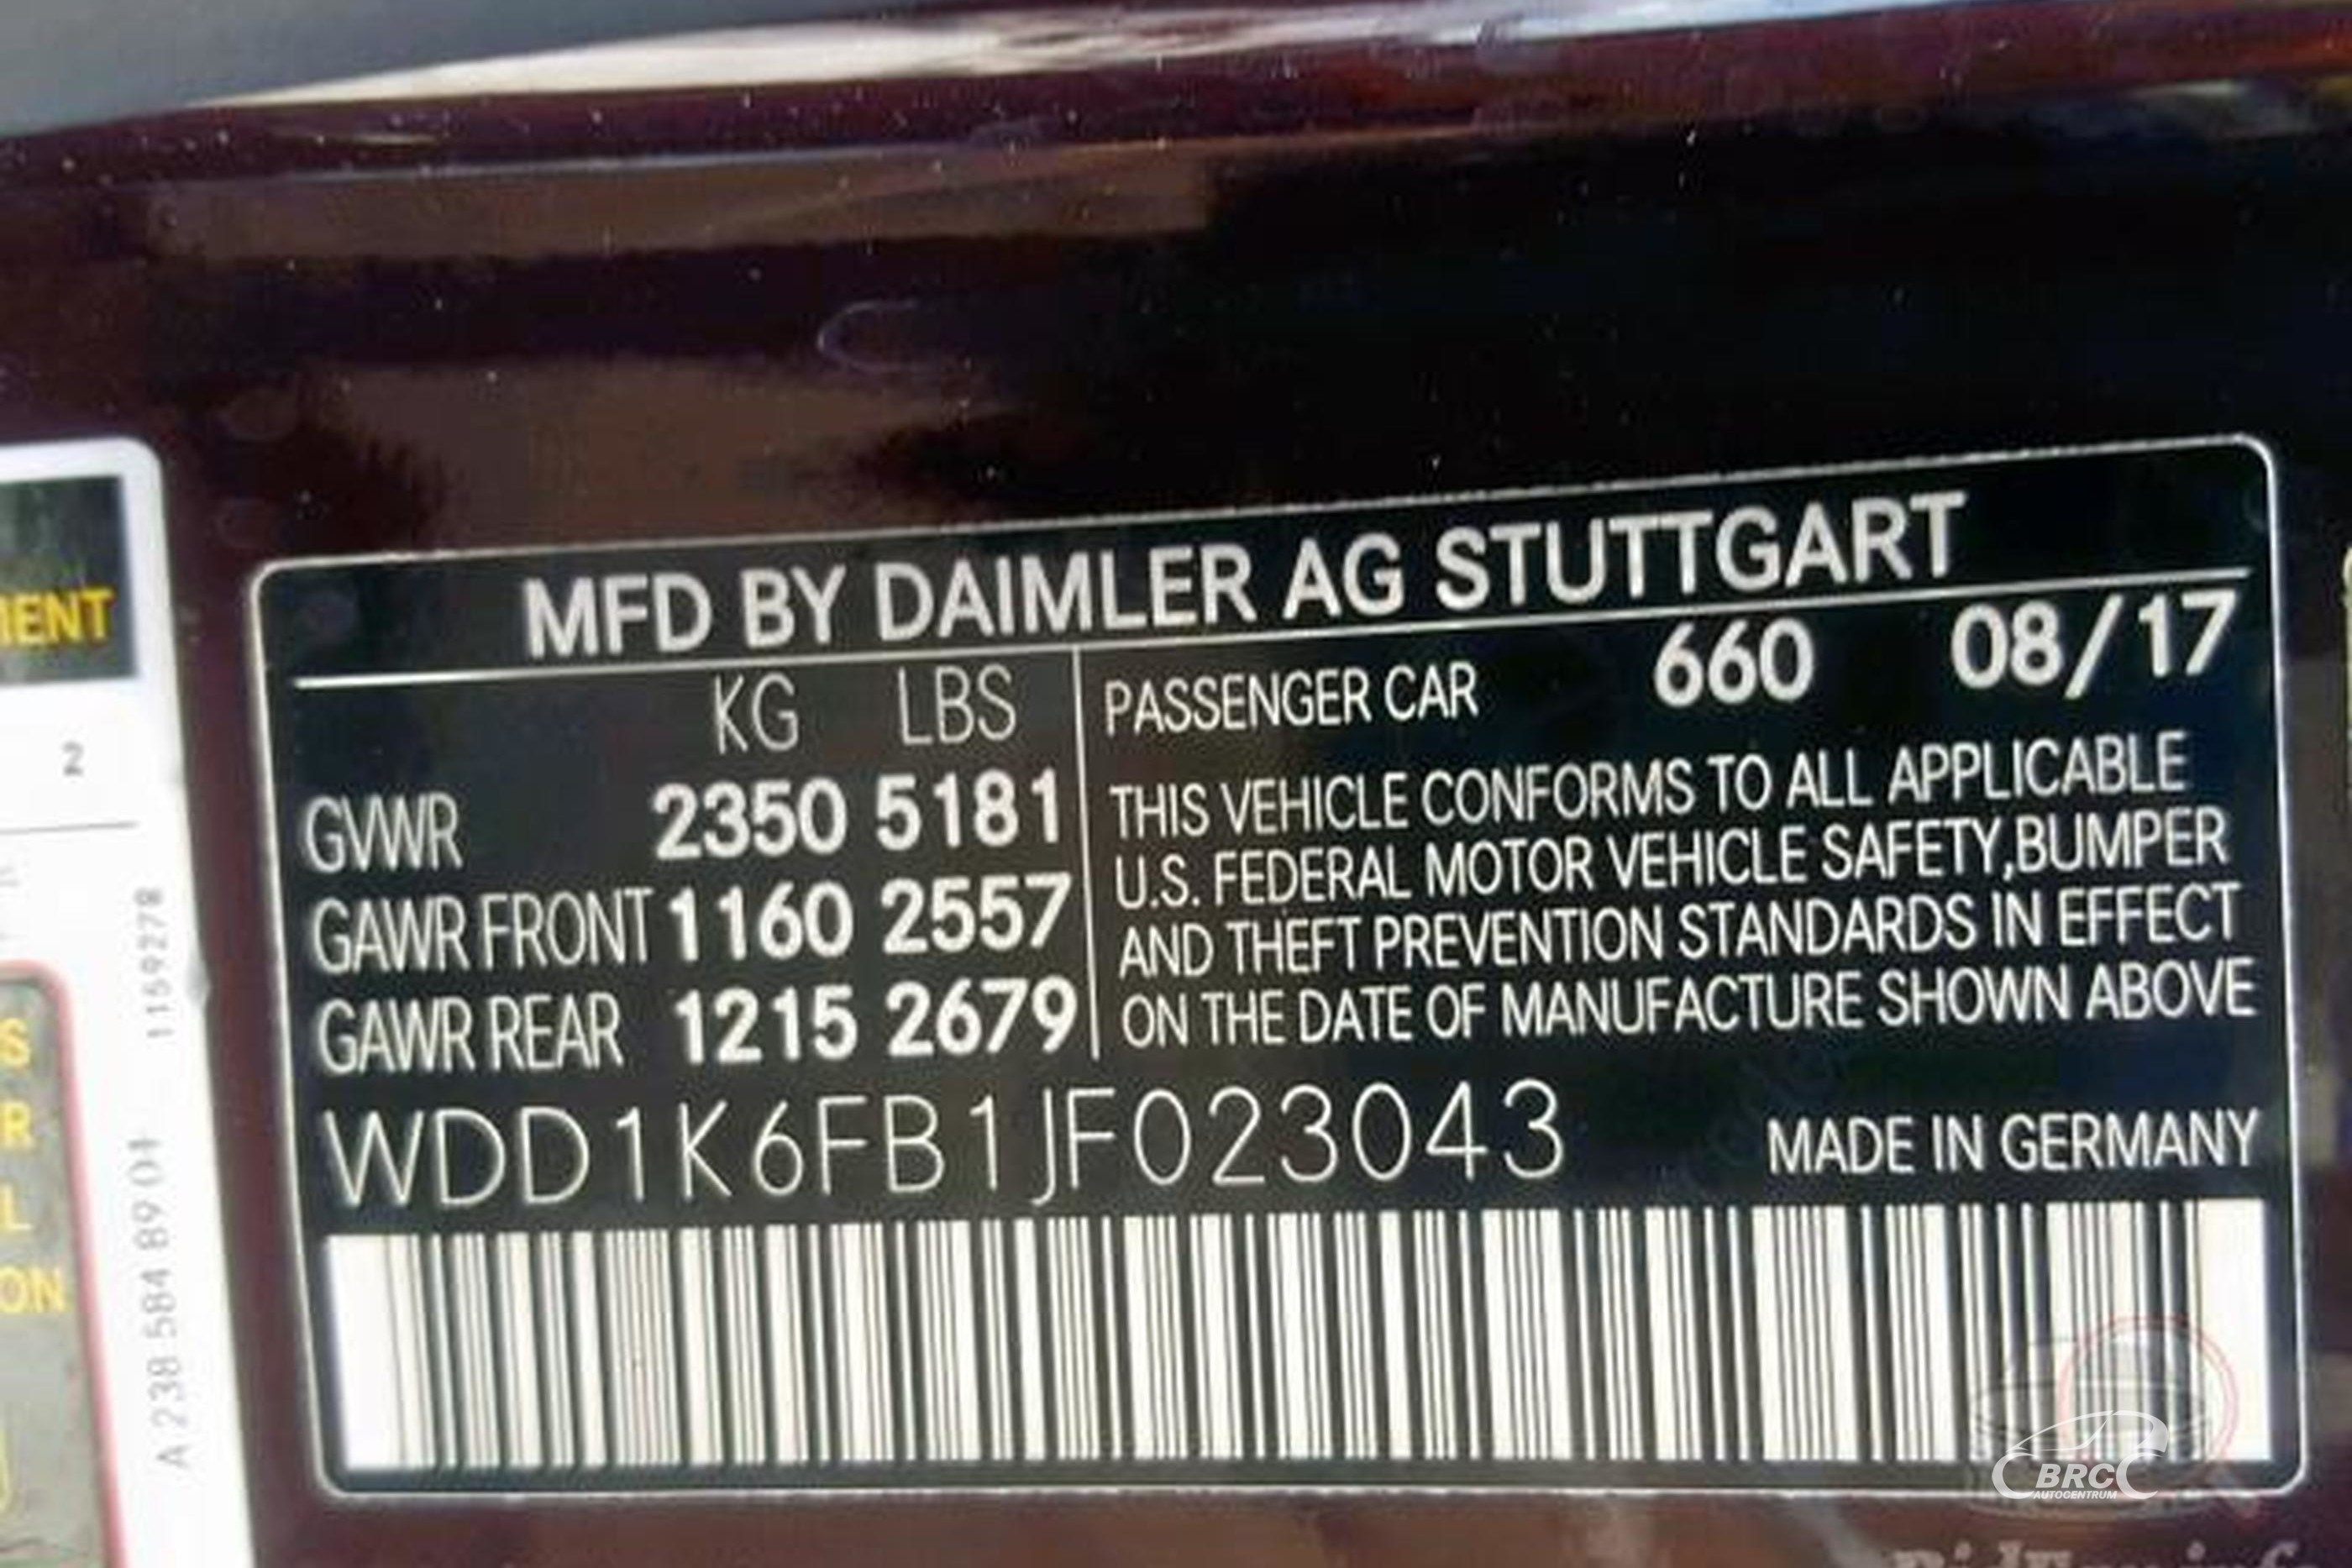 MFD BY DAIMLER AG STUTTGART
KG LBS
GVWR 2350 5181
GAWR FRONT 1160 2557
GAWR REAR 1215 2679
PASSENGER CAR 660 08/17
THIS VEHICLE CONFORMS TO ALL APPLICABLE
U.S. FEDERAL MOTOR VEHICLE SAFETY,BUMPER
AND THEFT PREVENTION STANDARDS IN EFFECT
ON THE DATE OF MANUFACTURE SHOWN ABOVE
WDD1K6FB1JF023043
MADE IN GERMANY
2
1159278
A 238 584 89 01
S
R
L
BRC
AUTOCENTRUM